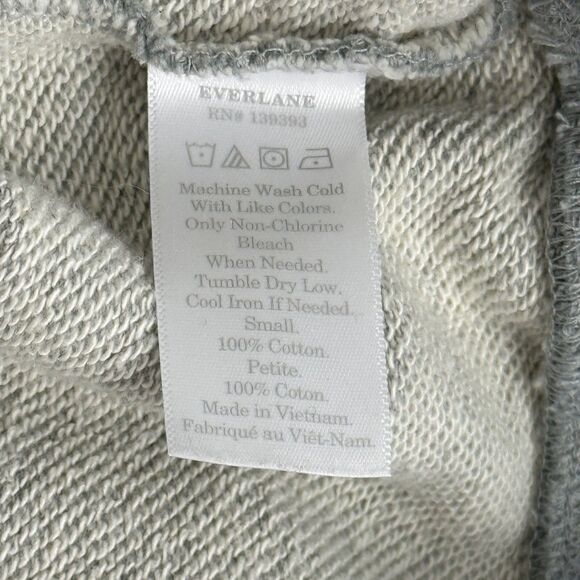 EVERLANE
RN# 139393
Machine Wash Cold
With Like Colors.
Only Non-Chlorine
Bleach
When Needed.
Tumble Dry Low.
Cool Iron If Needed.
Small.
100% Cotton.
Petite.
100% Coton.
Made in Vietnam.
Fabriqué au Viêt-Nam.